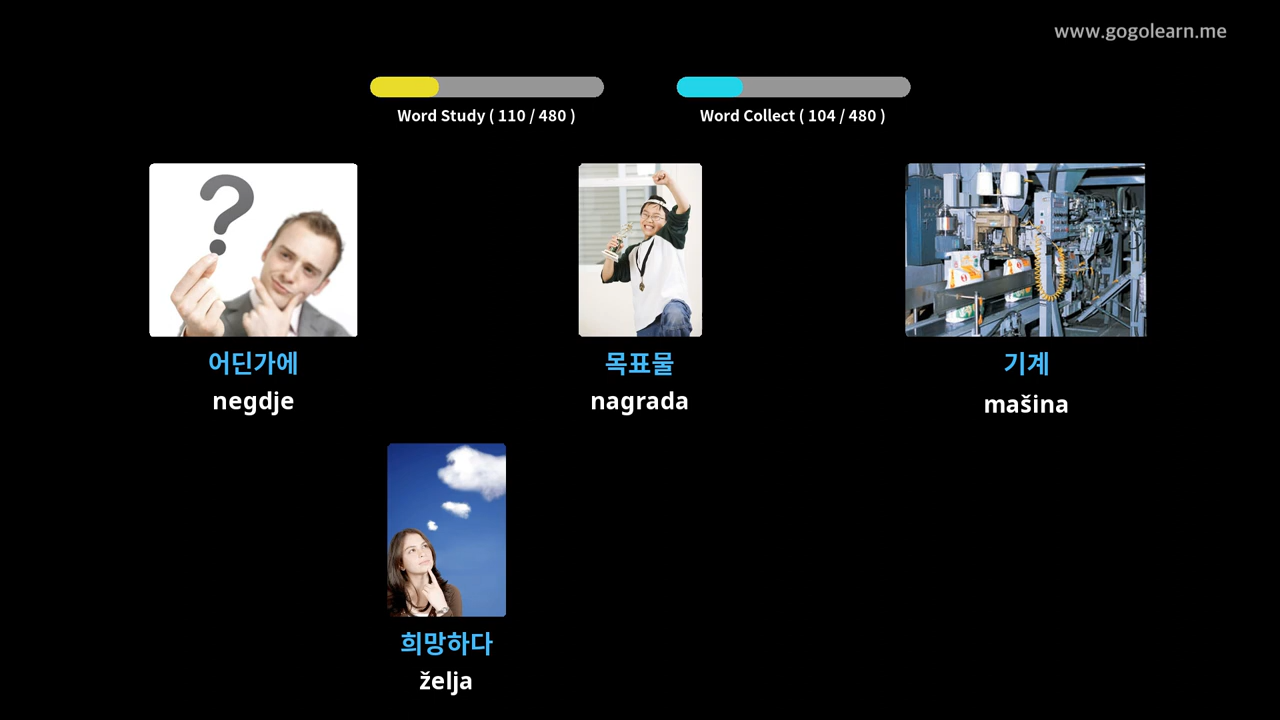 www.gogolearn.me
Word Study ( 110 / 480 )
Word Collect ( 104 / 480 )
어딘가에
negdje
목표물
nagrada
기계
mašina
희망하다
želja